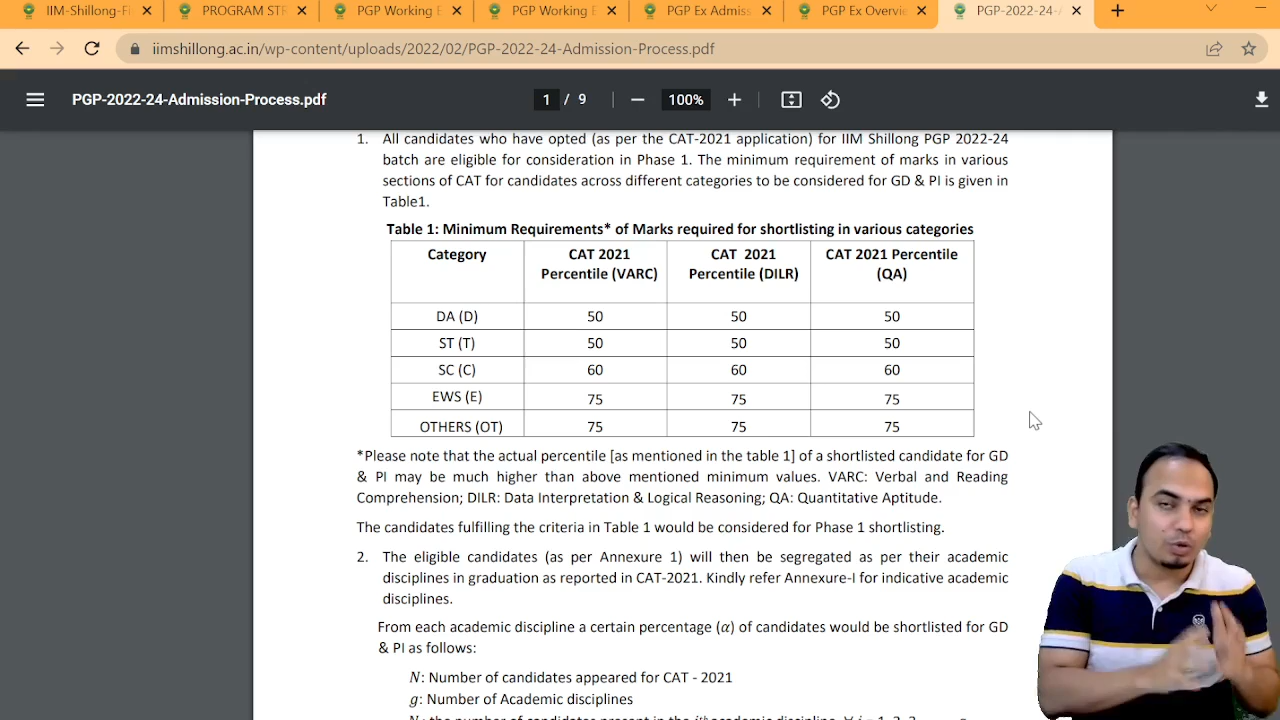 IIM-Shillong-Fi
PROGRAM STR
PGP Working E
PGP Working E
PGP Ex Admiss
PGP Ex Overvie
PGP-2022-24-
iimshillong.ac.in/wp-content/uploads/2022/02/PGP-2022-24-Admission-Process.pdf
PGP-2022-24-Admission-Process.pdf
1 / 9
100%
1. All candidates who have opted (as per the CAT-2021 application) for IIM Shillong PGP 2022-24
batch are eligible for consideration in Phase 1. The minimum requirement of marks in various
sections of CAT for candidates across different categories to be considered for GD & PI is given in
Table1.
Table 1: Minimum Requirements* of Marks required for shortlisting in various categories
Category CAT 2021 CAT 2021 CAT 2021 Percentile
Percentile (VARC) Percentile (DILR) (QA)
DA (D) 50 50 50
ST (T) 50 50 50
SC (C) 60 60 60
EWS (E) 75 75 75
OTHERS (OT) 75 75 75
*Please note that the actual percentile [as mentioned in the table 1] of a shortlisted candidate for GD
& PI may be much higher than above mentioned minimum values. VARC: Verbal and Reading
Comprehension; DILR: Data Interpretation & Logical Reasoning; QA: Quantitative Aptitude.
The candidates fulfilling the criteria in Table 1 would be considered for Phase 1 shortlisting.
2. The eligible candidates (as per Annexure 1) will then be segregated as per their academic
disciplines in graduation as reported in CAT-2021. Kindly refer Annexure-I for indicative academic
disciplines.
From each academic discipline a certain percentage (α) of candidates would be shortlisted for GD
& PI as follows:
N: Number of candidates appeared for CAT - 2021
g: Number of Academic disciplines